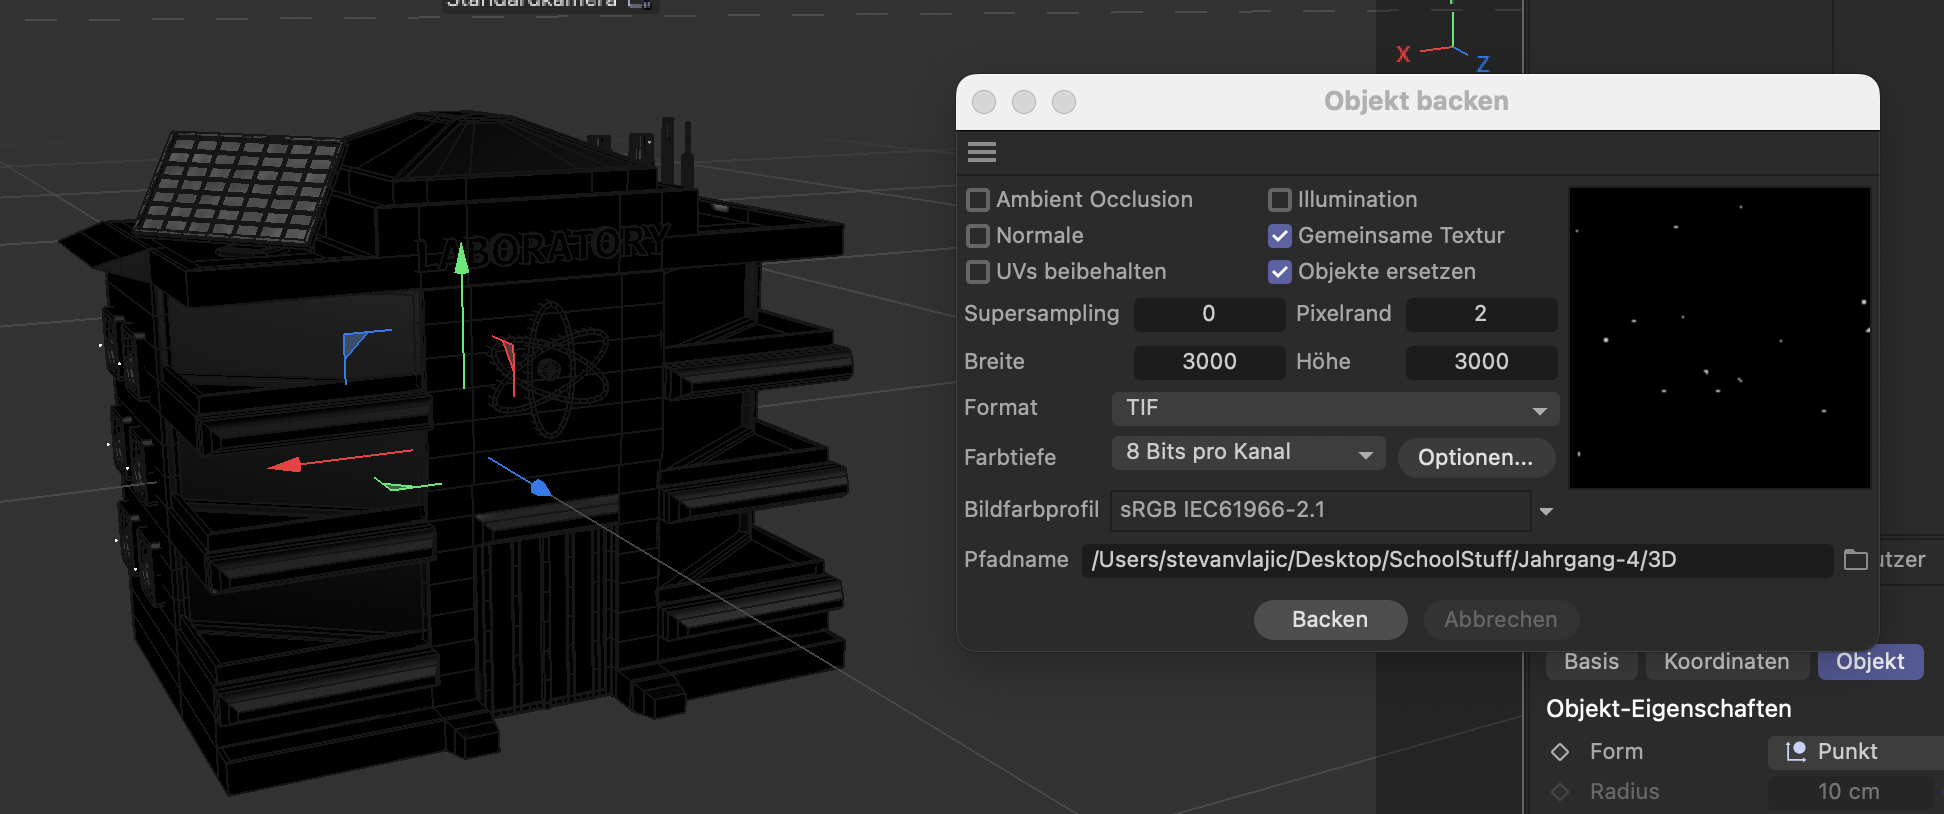 Standardkamera
X
Z
LABORATORY
Objekt backen
Ambient Occlusion
Illumination
Normale
Gemeinsame Textur
UVs beibehalten
Objekte ersetzen
Supersampling 0 Pixelrand 2
Breite 3000 Höhe 3000
Format TIF
Farbtiefe 8 Bits pro Kanal Optionen...
Bildfarbprofil sRGB IEC61966-2.1
Pfadname /Users/stevanvlajic/Desktop/SchoolStuff/Jahrgang-4/3D
utzer
Backen Abbrechen
Basis Koordinaten Objekt
Objekt-Eigenschaften
Form Punkt
Radius 10 cm